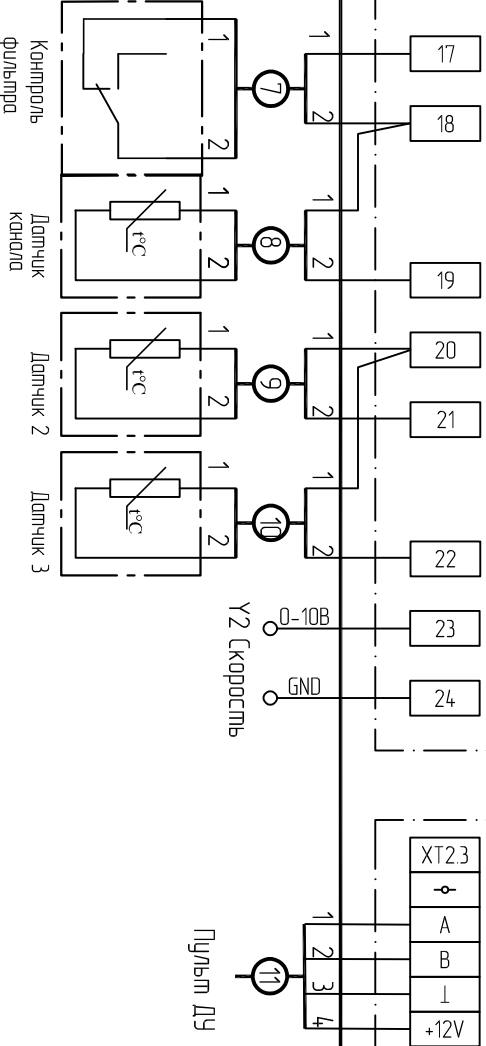 17
18
19
20
21
22
23
24
XT2.3
A
B
⊥
+12V
1
2
1
2
1
2
1
2
0-10В
GND
1
2
3
4
7
8
9
10
11
1
2
1
2
1
2
1
2
t°C
t°C
t°C
Y2 Скорость
Пульт ДУ
Контроль
фильтра
Датчик
канала
Датчик 2
Датчик 3